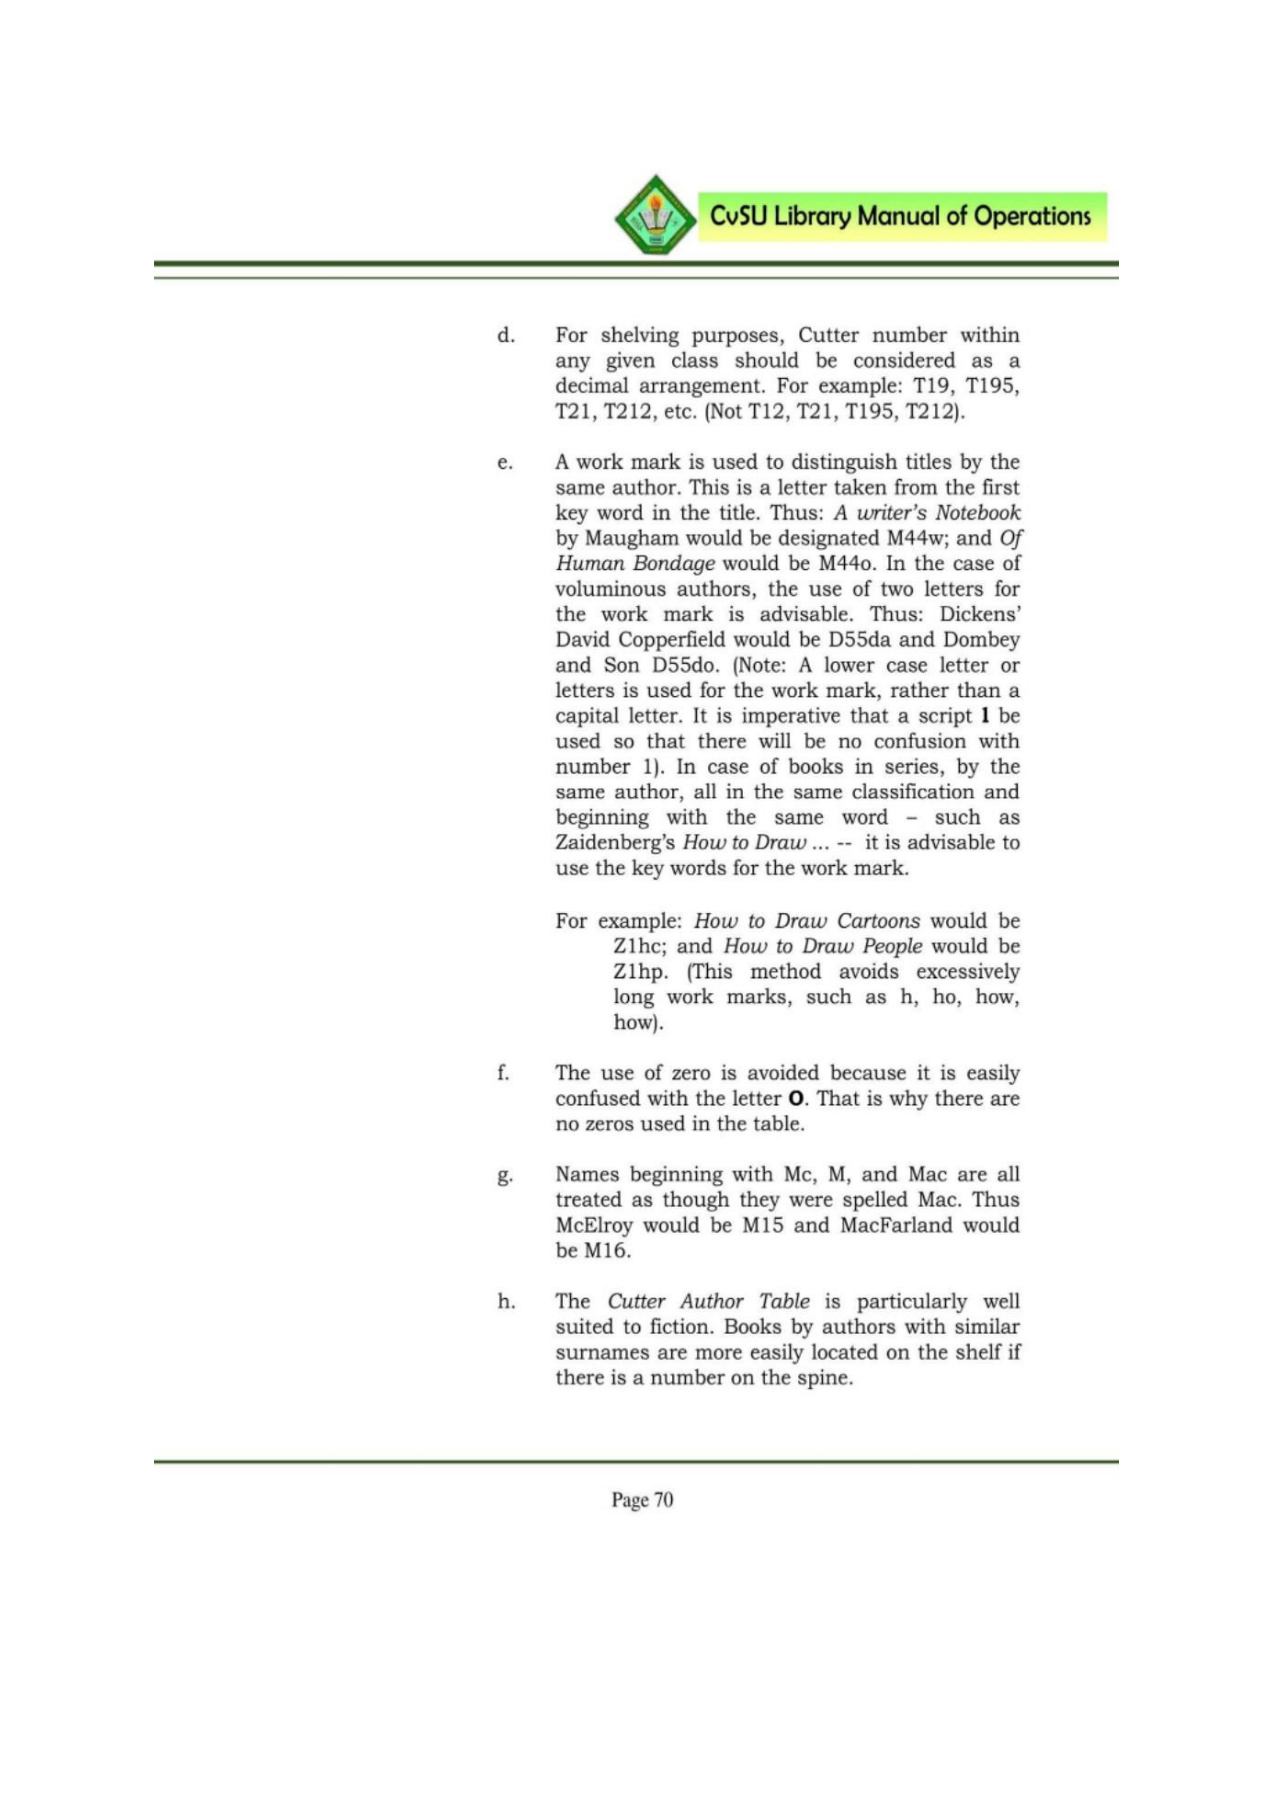 CvSU Library Manual of Operations
d. For shelving purposes, Cutter number within
any given class should be considered as a
decimal arrangement. For example: T19, T195,
T21, T212, etc. (Not T12, T21, T195, T212).
e. A work mark is used to distinguish titles by the
same author. This is a letter taken from the first
key word in the title. Thus: A writer's Notebook
by Maugham would be designated M44w; and Of
Human Bondage would be M44o. In the case of
voluminous authors, the use of two letters for
the work mark is advisable. Thus: Dickens'
David Copperfield would be D55da and Dombey
and Son D55do. (Note: A lower case letter or
letters is used for the work mark, rather than a
capital letter. It is imperative that a script l be
used so that there will be no confusion with
number 1). In case of books in series, by the
same author, all in the same classification and
beginning with the same word – such as
Zaidenberg's How to Draw ... -- it is advisable to
use the key words for the work mark.
For example: How to Draw Cartoons would be
Z1hc; and How to Draw People would be
Z1hp. (This method avoids excessively
long work marks, such as h, ho, how,
how).
f. The use of zero is avoided because it is easily
confused with the letter O. That is why there are
no zeros used in the table.
g. Names beginning with Mc, M, and Mac are all
treated as though they were spelled Mac. Thus
McElroy would be M15 and MacFarland would
be M16.
h. The Cutter Author Table is particularly well
suited to fiction. Books by authors with similar
surnames are more easily located on the shelf if
there is a number on the spine.
Page 70